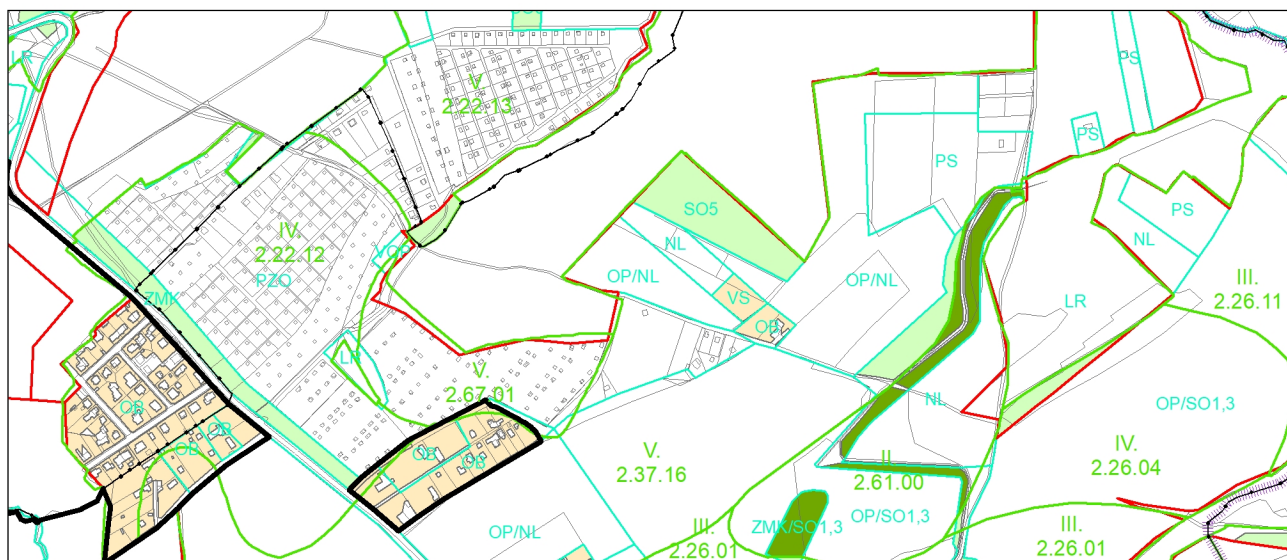 LR
V.
2.22.13
PS
PS
PS
SO5
IV.
2.22.12
PZO
VOP
NL
OP/NL
VS
OB
OP/NL
PS
NL
III.
2.26.11
ZMK
LR
LR
V.
2.67.01
NL
OP/SO1,3
OB
OB
OB
OB
OB
V.
2.37.16
II
2.61.00
IV.
2.26.04
OP/NL
III.
2.26.01
ZMK/SO1,3
OP/SO1,3
III.
2.26.01